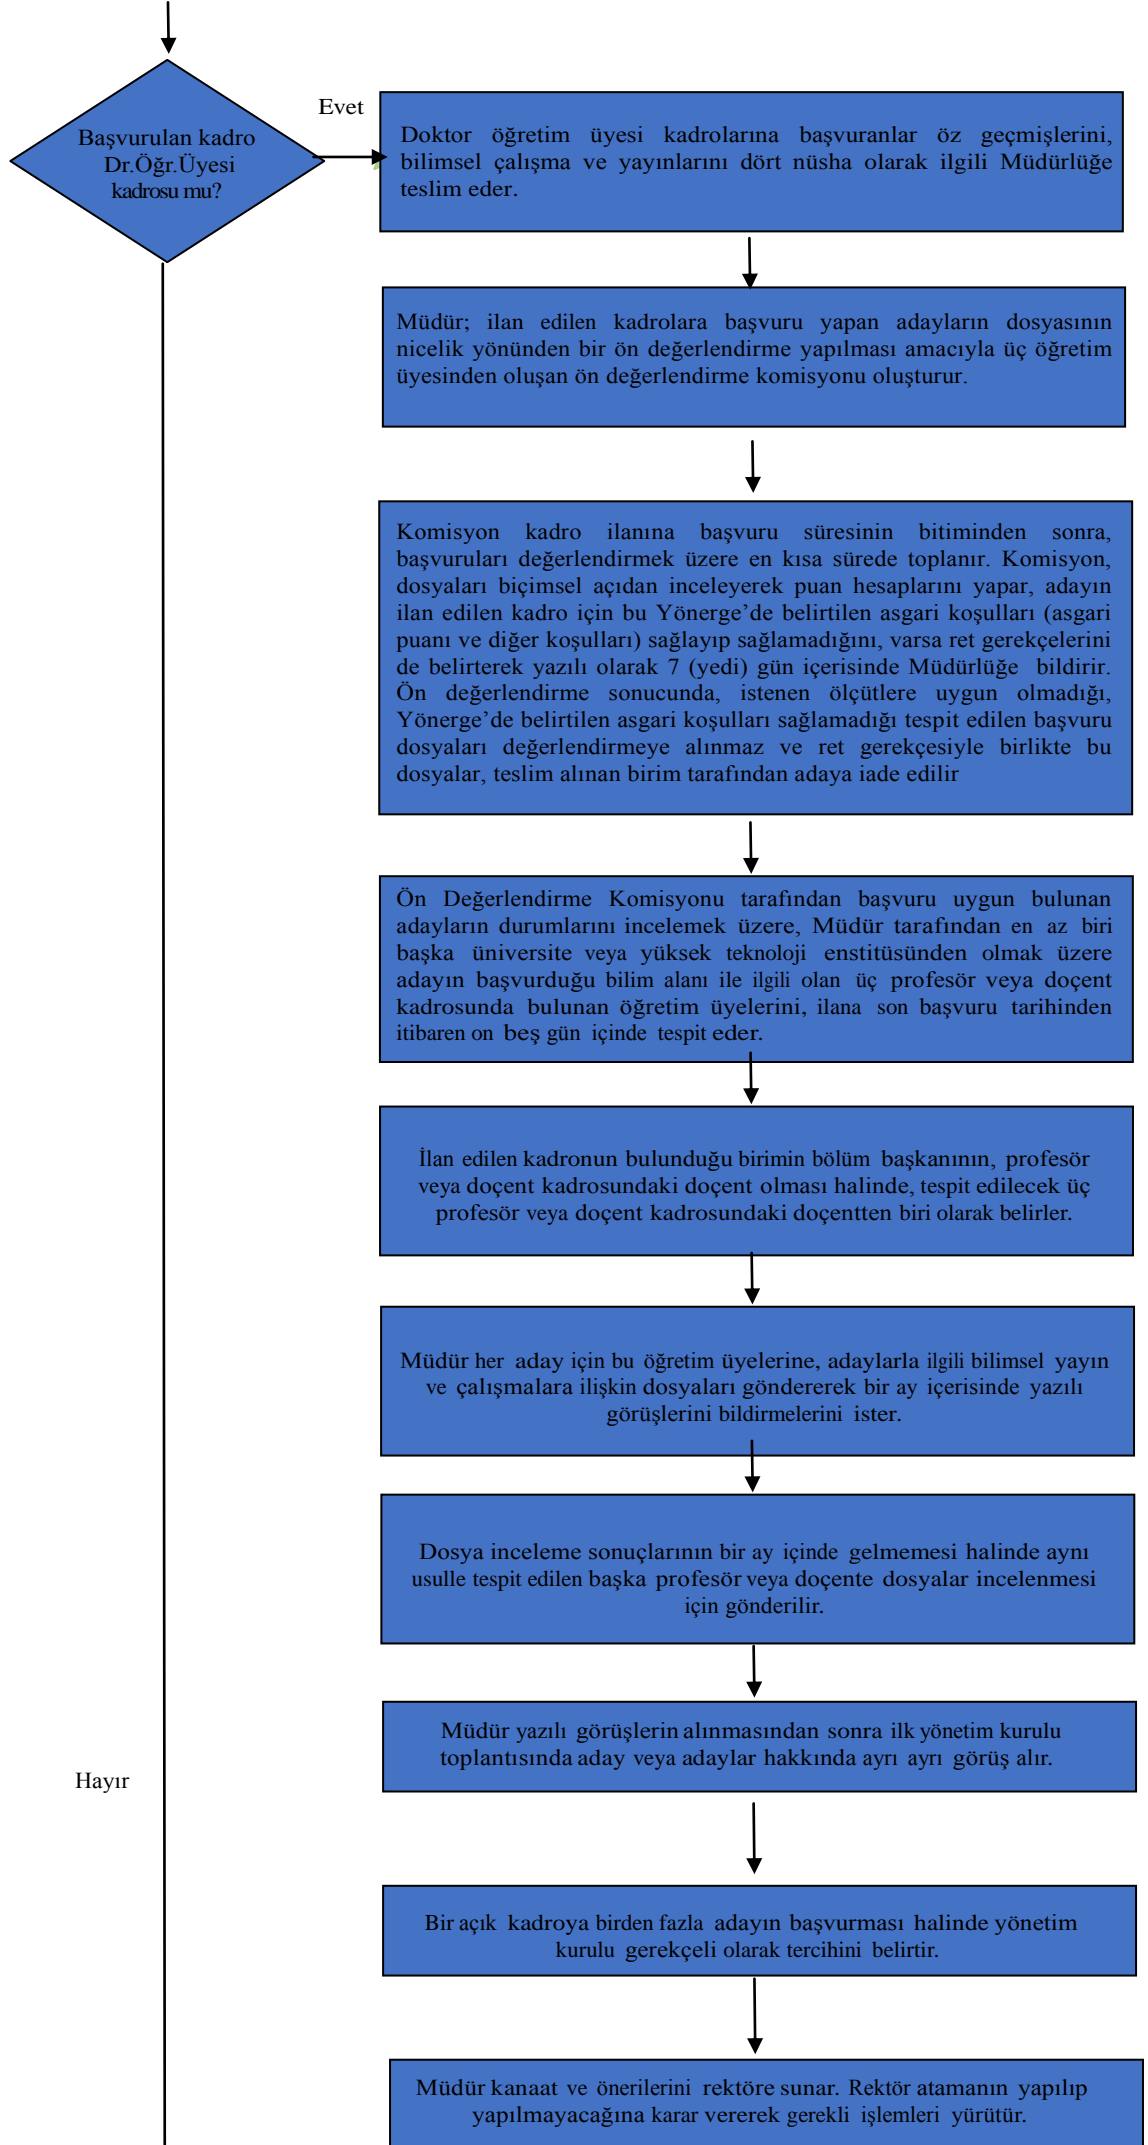 Başvurulan kadro
Dr.Öğr.Üyesi
kadrosu mu?
Evet
Doktor öğretim üyesi kadrolarına başvuranlar öz geçmişlerini,
bilimsel çalışma ve yayınlarını dört nüsha olarak ilgili Müdürlüğe
teslim eder.
Müdür; ilan edilen kadrolara başvuru yapan adayların dosyasının
nicelik yönünden bir ön değerlendirme yapılması amacıyla üç öğretim
üyesinden oluşan ön değerlendirme komisyonu oluşturur.
Komisyon kadro ilanına başvuru süresinin bitiminden sonra,
başvuruları değerlendirmek üzere en kısa sürede toplanır. Komisyon,
dosyaları biçimsel açıdan inceleyerek puan hesaplarını yapar, adayın
ilan edilen kadro için bu Yönerge’de belirtilen asgari koşulları (asgari
puanı ve diğer koşulları) sağlayıp sağlamadığını, varsa ret gerekçelerini
de belirterek yazılı olarak 7 (yedi) gün içerisinde Müdürlüğe bildirir.
Ön değerlendirme sonucunda, istenen ölçütlere uygun olmadığı,
Yönerge’de belirtilen asgari koşulları sağlamadığı tespit edilen başvuru
dosyaları değerlendirmeye alınmaz ve ret gerekçesiyle birlikte bu
dosyalar, teslim alınan birim tarafından adaya iade edilir
Ön Değerlendirme Komisyonu tarafından başvuru uygun bulunan
adayların durumlarını incelemek üzere, Müdür tarafından en az biri
başka üniversite veya yüksek teknoloji enstitüsünden olmak üzere
adayın başvurduğu bilim alanı ile ilgili olan üç profesör veya doçent
kadrosunda bulunan öğretim üyelerini, ilana son başvuru tarihinden
itibaren on beş gün içinde tespit eder.
İlan edilen kadronun bulunduğu birimin bölüm başkanının, profesör
veya doçent kadrosundaki doçent olması halinde, tespit edilecek üç
profesör veya doçent kadrosundaki doçentten biri olarak belirler.
Müdür her aday için bu öğretim üyelerine, adaylarla ilgili bilimsel yayın
ve çalışmalara ilişkin dosyaları göndererek bir ay içerisinde yazılı
görüşlerini bildirmelerini ister.
Dosya inceleme sonuçlarının bir ay içinde gelmemesi halinde aynı
usulle tespit edilen başka profesör veya doçente dosyalar incelenmesi
için gönderilir.
Müdür yazılı görüşlerin alınmasından sonra ilk yönetim kurulu
toplantısında aday veya adaylar hakkında ayrı ayrı görüş alır.
Hayır
Bir açık kadroya birden fazla adayın başvurması halinde yönetim
kurulu gerekçeli olarak tercihini belirtir.
Müdür kanaat ve önerilerini rektöre sunar. Rektör atamanın yapılıp
yapılmayacağına karar vererek gerekli işlemleri yürütür.